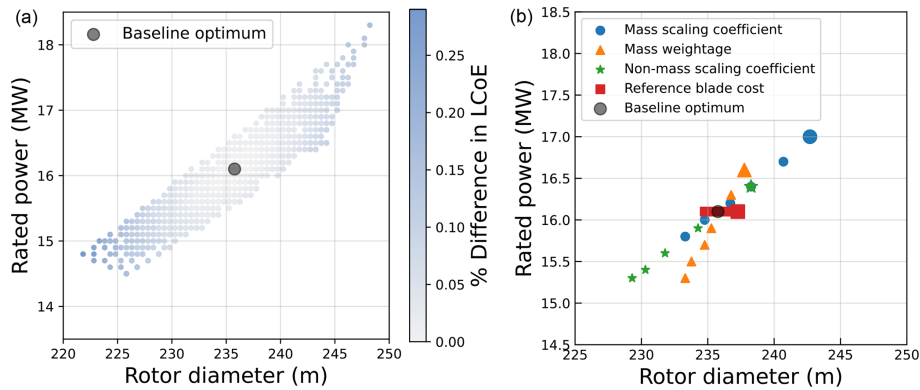 (a)
Baseline optimum
Rated power (MW)
18
17
16
15
14
220
225
230
235
240
245
250
Rotor diameter (m)
0.25
0.20
0.15
0.10
0.05
0.00
% Difference in LCoE
(b)
Mass scaling coefficient
Mass weightage
Non-mass scaling coefficient
Reference blade cost
Baseline optimum
Rated power (MW)
18.5
18.0
17.5
17.0
16.5
16.0
15.5
15.0
14.5
225
230
235
240
245
250
Rotor diameter (m)